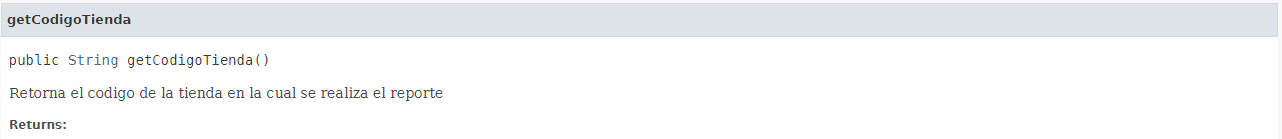 getCodigoTienda
public String getCodigoTienda()
Retorna el codigo de la tienda en la cual se realiza el reporte
Returns: